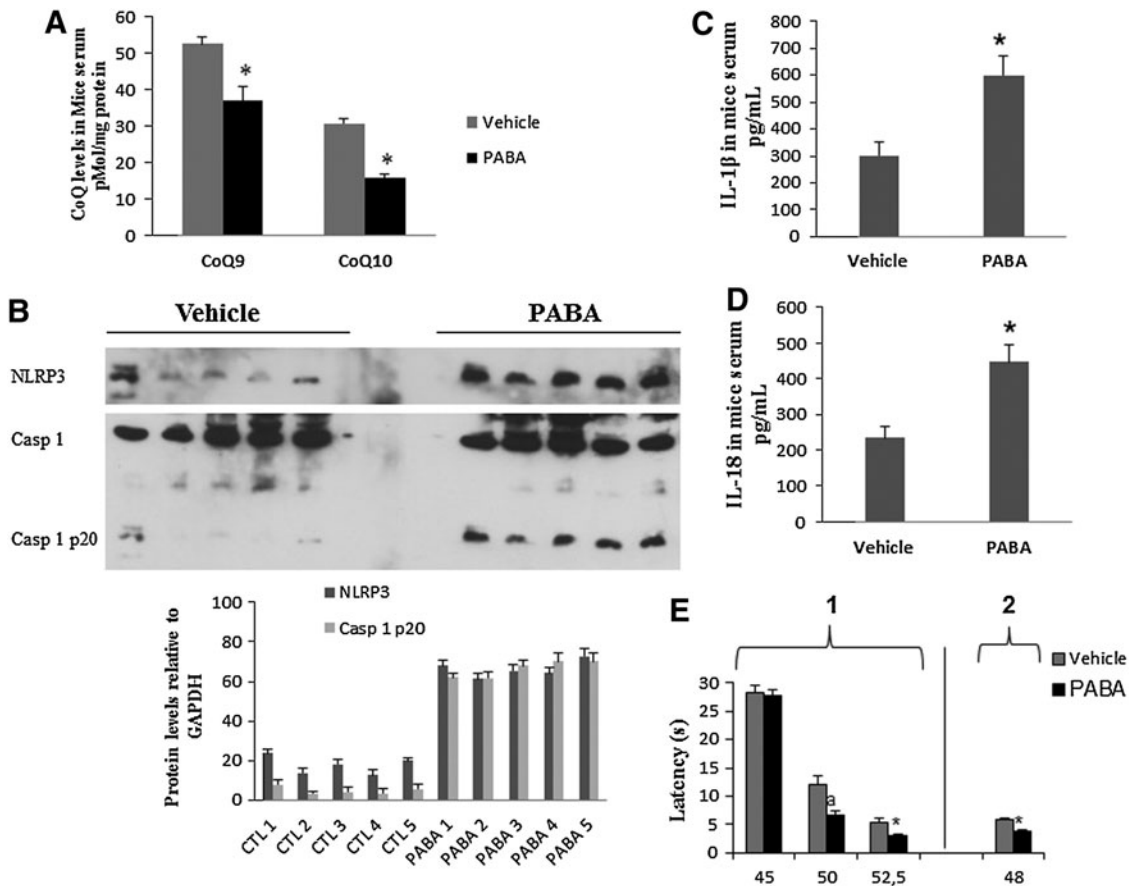 A
CoQ levels in Mice serum
pMol/mg protein
60
50
40
30
20
10
0
*
*
CoQ9
CoQ10
Vehicle
PABA
C
IL-1β in mice serum
pg/mL
800
700
600
500
400
300
200
100
0
*
Vehicle
PABA
B
Vehicle
PABA
NLRP3
Casp 1
Casp 1 p20
D
IL-18 in mice serum
pg/mL
600
500
400
300
200
100
0
*
Vehicle
PABA
Protein levels relative to
GAPDH
100
80
60
40
20
0
NLRP3
Casp 1 p20
CTL 1
CTL 2
CTL 3
CTL 4
CTL 5
PABA 1
PABA 2
PABA 3
PABA 4
PABA 5
E
1
2
Vehicle
PABA
Latency (s)
30
25
20
15
10
5
0
a
*
*
45
50
52,5
48